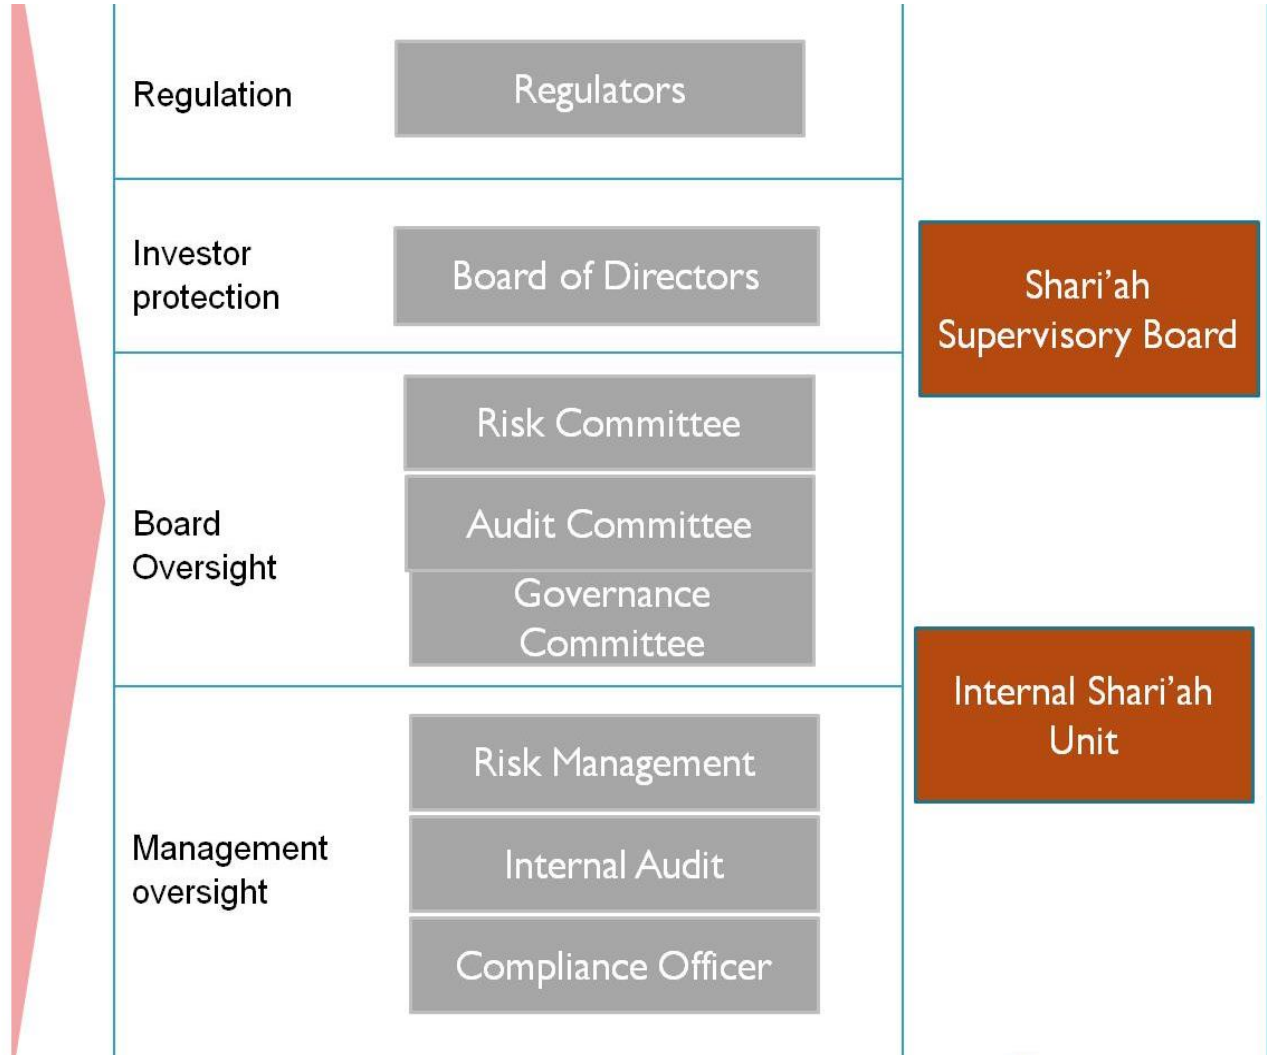 Regulation
Regulators
Investor
protection
Board of Directors
Shari'ah
Supervisory Board
Board
Oversight
Risk Committee
Audit Committee
Governance
Committee
Internal Shari'ah
Unit
Management
oversight
Risk Management
Internal Audit
Compliance Officer